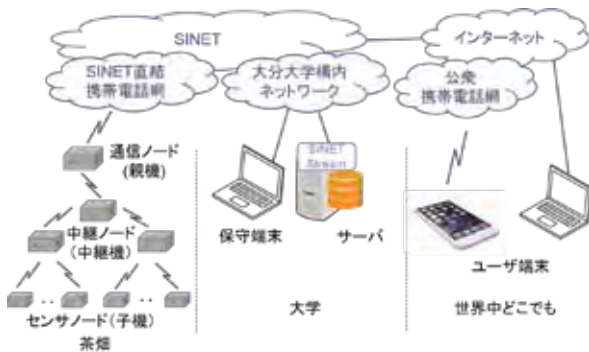 SINET
インターネット
SINET直結
携帯電話網
大分大学構内
ネットワーク
公衆
携帯電話網
通信ノード
(親機)
SINET
Stream
中継ノード
(中継機)
保守端末
サーバ
ユーザ端末
‥
‥
センサノード(子機)
茶畑
大学
世界中どこでも